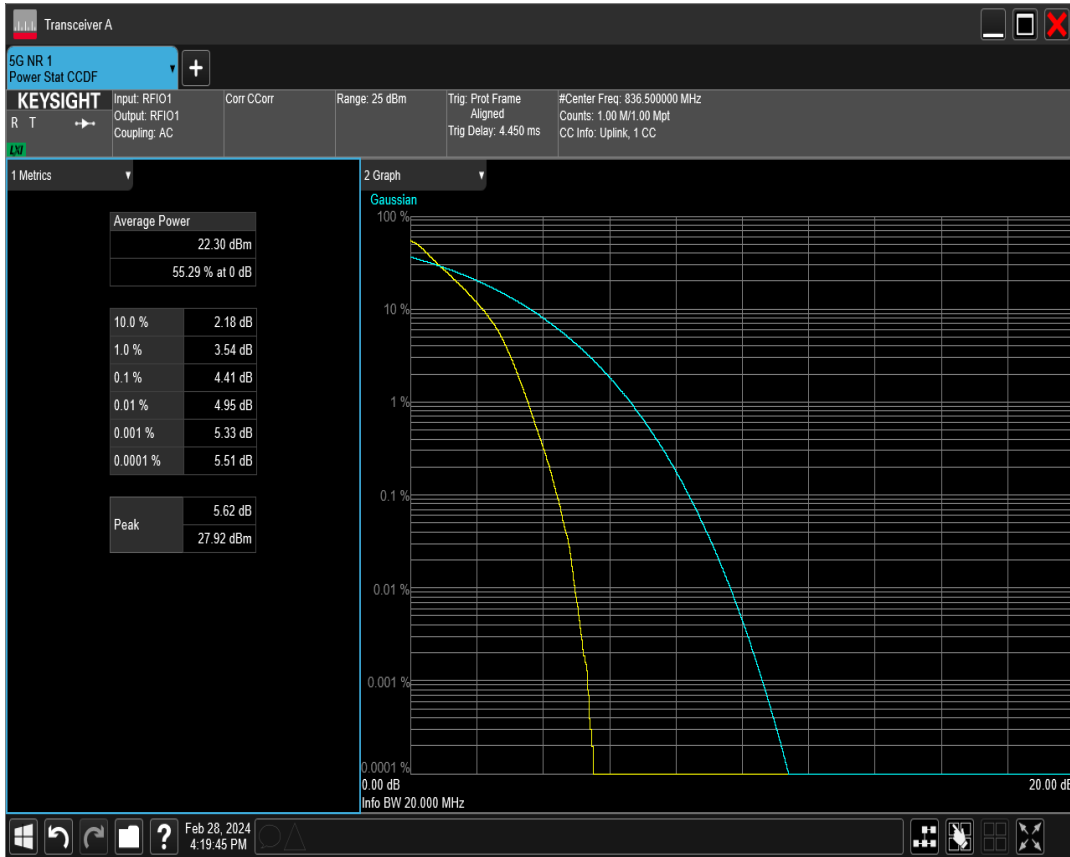 Transceiver A
5G NR 1
Power Stat CCDF
+
KEYSIGHT
R T
LXI
Input: RFIO1
Output: RFIO1
Coupling: AC
Corr CCorr
Range: 25 dBm
Trig: Prot Frame
Aligned
Trig Delay: 4.450 ms
#Center Freq: 836.500000 MHz
Counts: 1.00 M/1.00 Mpt
CC Info: Uplink, 1 CC
1 Metrics
Average Power
22.30 dBm
55.29 % at 0 dB
10.0 % 2.18 dB
1.0 % 3.54 dB
0.1 % 4.41 dB
0.01 % 4.95 dB
0.001 % 5.33 dB
0.0001 % 5.51 dB
Peak 5.62 dB
27.92 dBm
2 Graph
Gaussian
100 %
10 %
1 %
0.1 %
0.01 %
0.001 %
0.0001 %
0.00 dB 20.00 dB
Info BW 20.000 MHz
?
Feb 28, 2024
4:19:45 PM